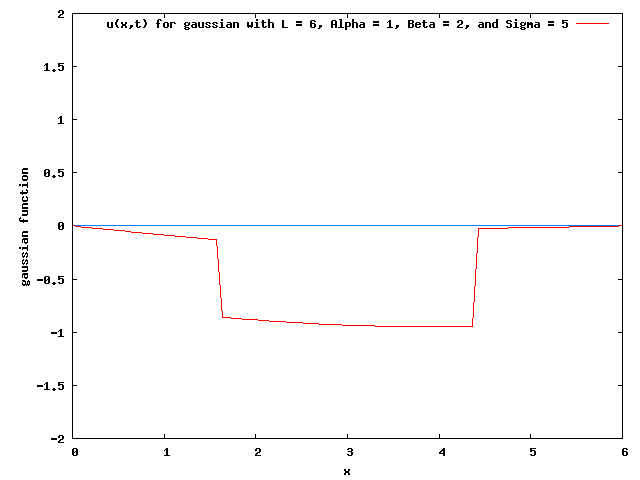 2
u(x,t) for gaussian with L = 6, Alpha = 1, Beta = 2, and Sigma = 5
1.5
1
0.5
0
-0.5
-1
-1.5
-2
gaussian function
0 1 2 3 4 5 6
x